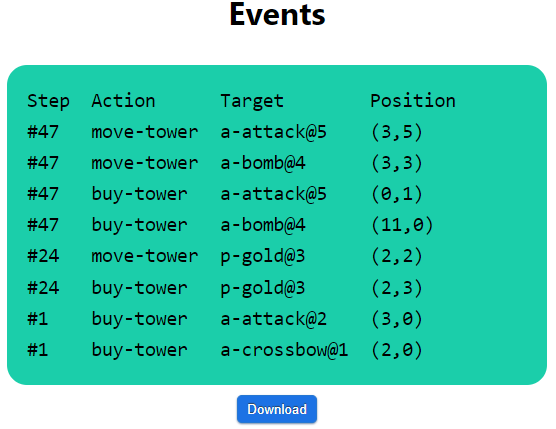 Events
Step Action Target Position
#47 move-tower a-attack@5 (3,5)
#47 move-tower a-bomb@4 (3,3)
#47 buy-tower a-attack@5 (0,1)
#47 buy-tower a-bomb@4 (11,0)
#24 move-tower p-gold@3 (2,2)
#24 buy-tower p-gold@3 (2,3)
#1 buy-tower a-attack@2 (3,0)
#1 buy-tower a-crossbow@1 (2,0)
Download